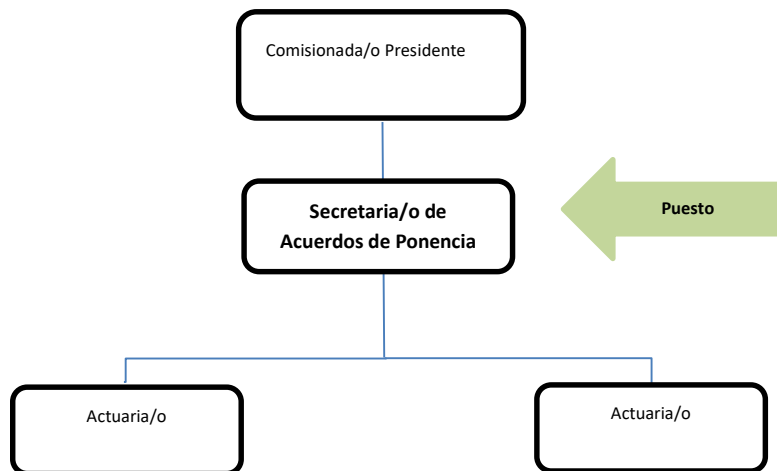 Comisionada/o Presidente
Secretaria/o de
Acuerdos de Ponencia
Puesto
Actuaria/o
Actuaria/o